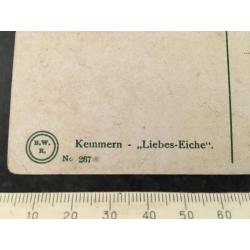 B.W.
R.
Kemmern - „Liebes-Eiche“.
No 267
10 20 30 40 50 60